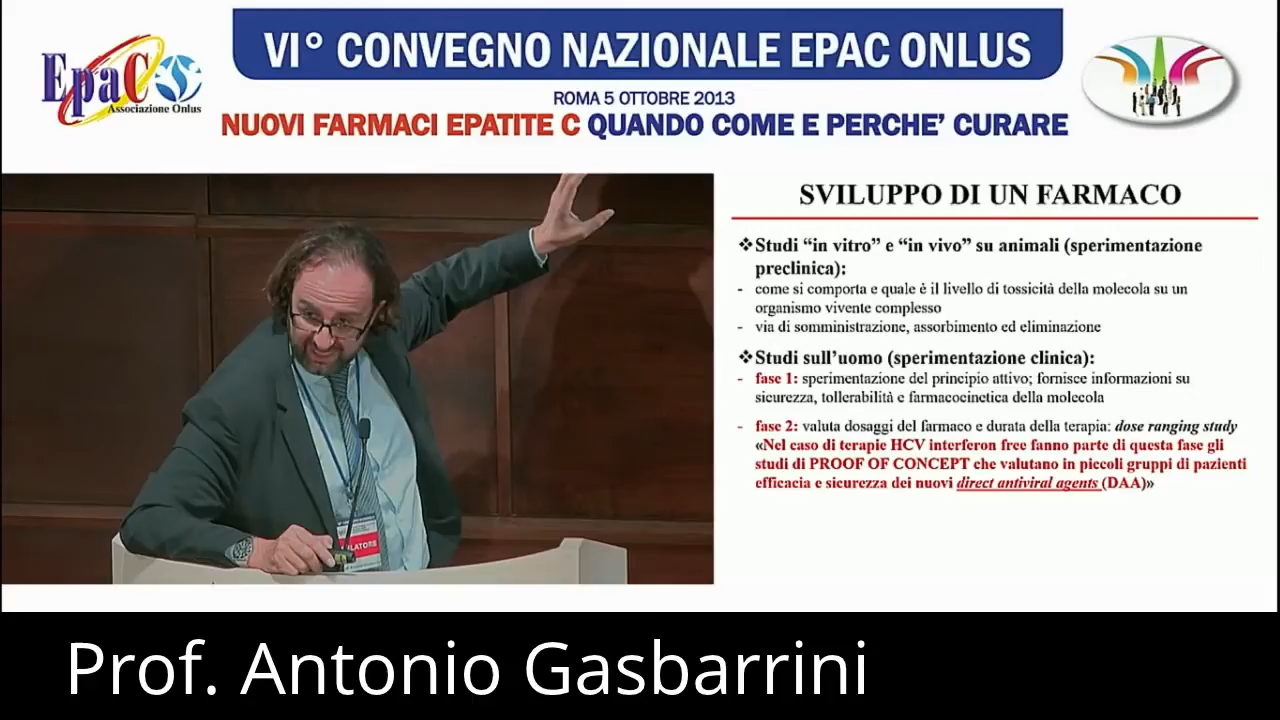 VI° CONVEGNO NAZIONALE EPAC ONLUS
EpaC
Associazione Onlus
ROMA 5 OTTOBRE 2013
NUOVI FARMACI EPATITE C QUANDO COME E PERCHE' CURARE
SVILUPPO DI UN FARMACO
❖Studi “in vitro” e “in vivo” su animali (sperimentazione
preclinica):
- come si comporta e quale è il livello di tossicità della molecola su un
organismo vivente complesso
- via di somministrazione, assorbimento ed eliminazione
❖Studi sull’uomo (sperimentazione clinica):
- fase 1: sperimentazione del principio attivo; fornisce informazioni su
sicurezza, tollerabilità e farmacocinetica della molecola
- fase 2: valuta dosaggi del farmaco e durata della terapia: dose ranging study
«Nel caso di terapie HCV interferon free fanno parte di questa fase gli
studi di PROOF OF CONCEPT che valutano in piccoli gruppi di pazienti
efficacia e sicurezza dei nuovi direct antiviral agents (DAA)»
LATORE
Prof. Antonio Gasbarrini